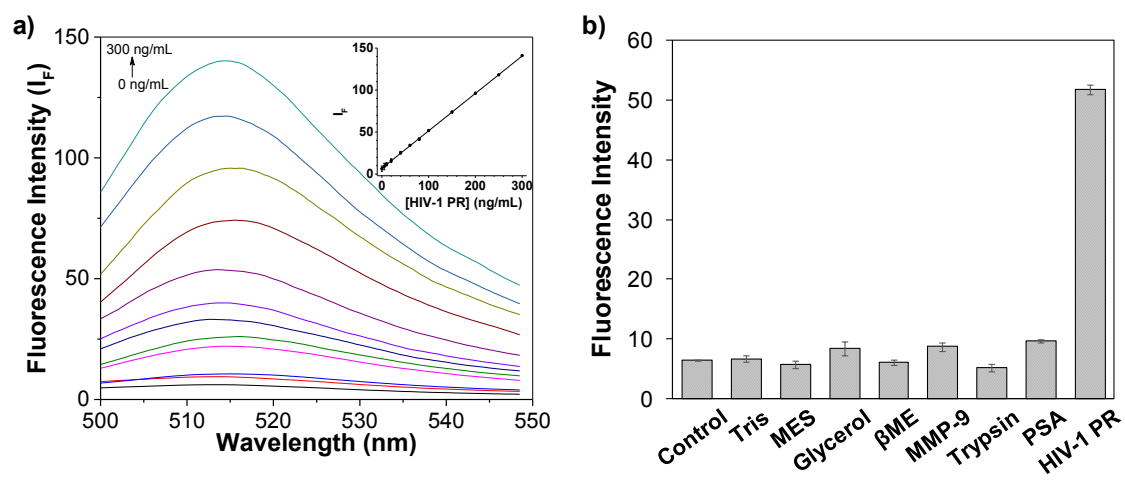 a)
300 ng/mL
0 ng/mL
Fluorescence Intensity (I_F)
150
100
50
0
500
510
520
530
540
550
Wavelength (nm)
I_F
150
100
50
0
0
100
200
300
[HIV-1 PR] (ng/mL)
b)
Fluorescence Intensity
60
50
40
30
20
10
0
Control
Tris
MES
Glycerol
βME
MMP-9
Trypsin
PSA
HIV-1 PR